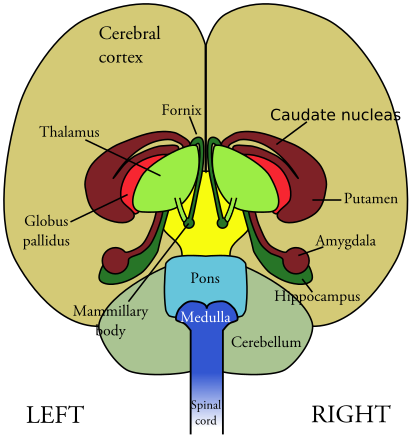 Cerebral
cortex
Fornix
Caudate nucleas
Thalamus
Putamen
Globus
pallidus
Amygdala
Pons
Hippocampus
Mammillary
body
Medulla
Cerebellum
Spinal
cord
LEFT
RIGHT